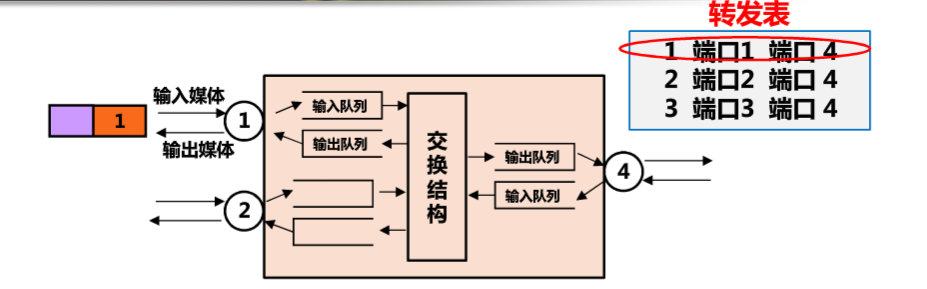 转发表
1 端口1 端口 4
2 端口2 端口 4
3 端口3 端口 4
输入媒体
1
1
输入队列
输出媒体
输出队列
交换结构
输出队列
4
输入队列
2